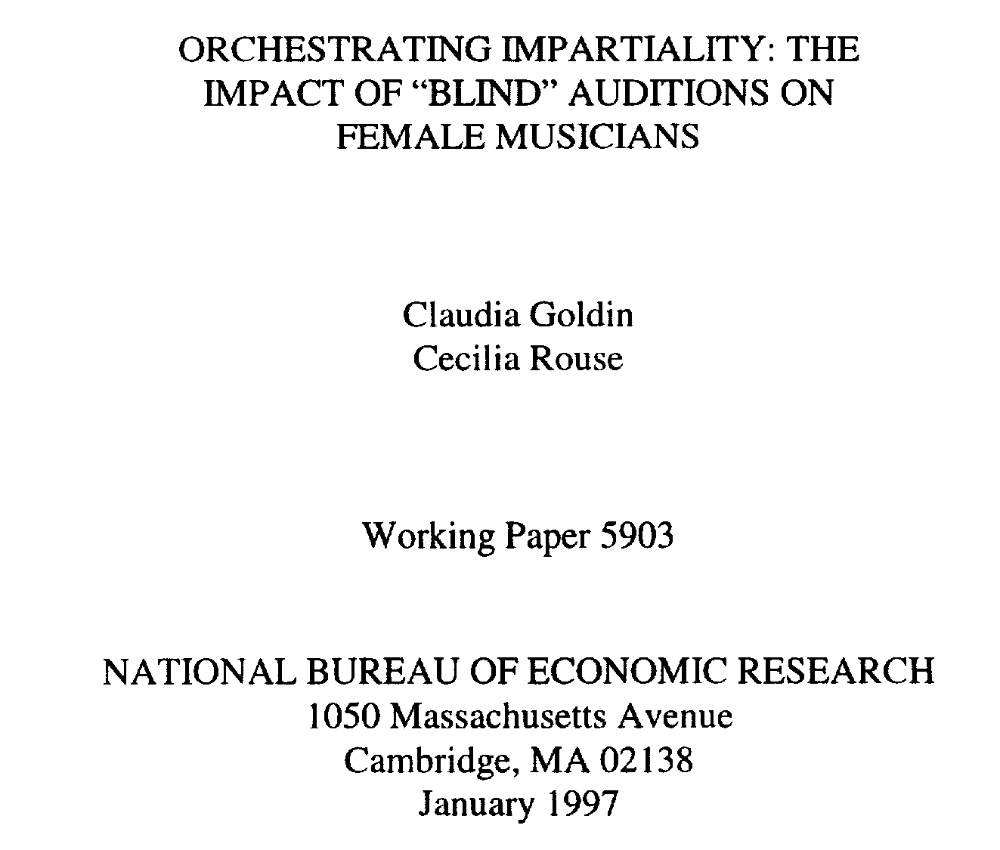 ORCHESTRATING IMPARTIALITY: THE
IMPACT OF “BLIND” AUDITIONS ON
FEMALE MUSICIANS
Claudia Goldin
Cecilia Rouse
Working Paper 5903
NATIONAL BUREAU OF ECONOMIC RESEARCH
1050 Massachusetts Avenue
Cambridge, MA 02138
January 1997